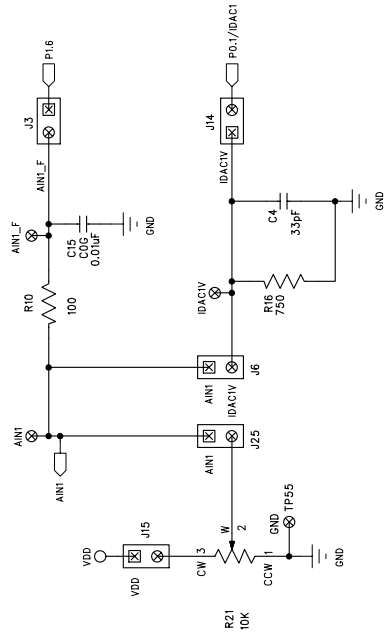 P1.6
J3
AIN1_F
AIN1_F
C15
COG
0.01uF
GND
R10
100
AIN1
AIN1
P0.1/IDAC1
J14
IDAC1V
C4
33pF
GND
IDAC1V
R16
750
AIN1
IDAC1V
J6
AIN1
J25
VDD
VDD
J15
CW 3
W
2
CCW 1
R21
10K
GND
TP55
GND